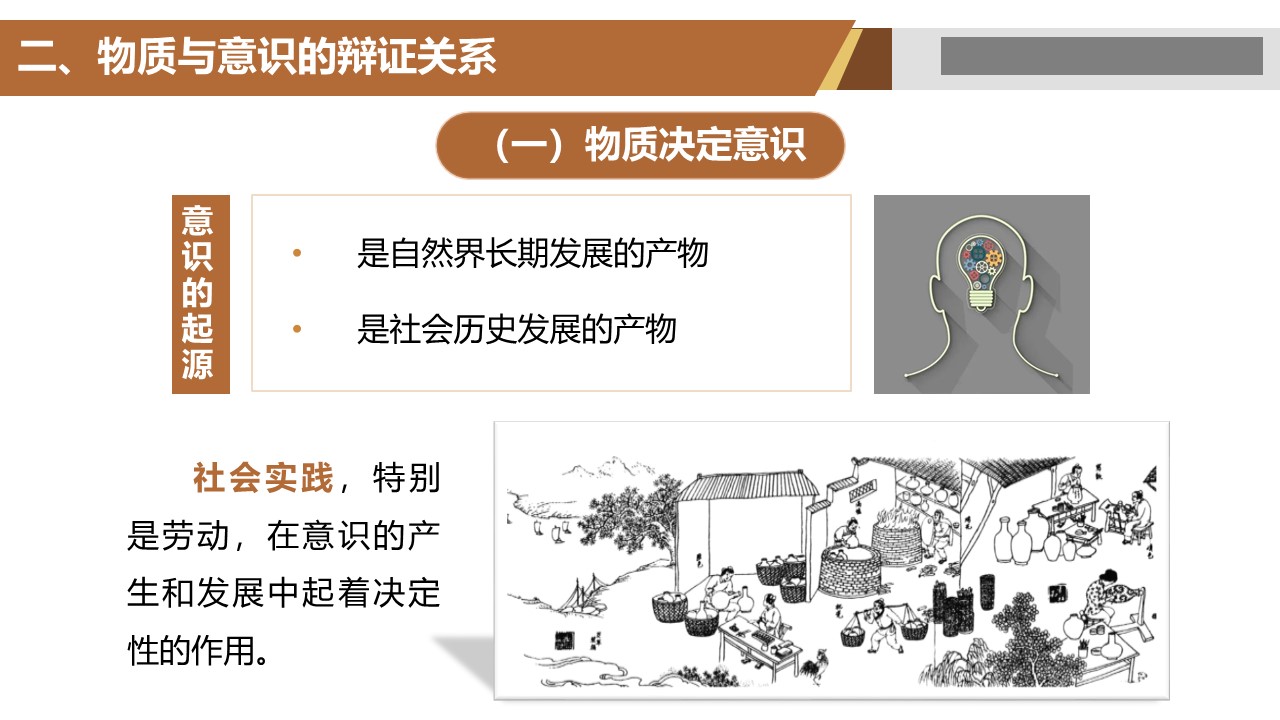 二、物质与意识的辩证关系
（一）物质决定意识
意识的起源
• 是自然界长期发展的产物
• 是社会历史发展的产物
社会实践，特别
是劳动，在意识的产
生和发展中起着决定
性的作用。